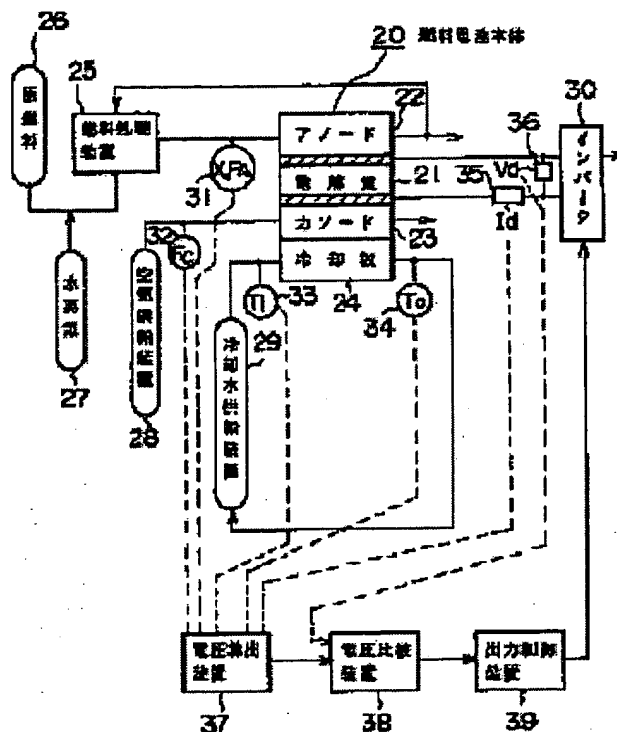 26
原燃料
25
燃料処理
装置
20 燃料電池本体
22
アノード
電解質
21
カソード
23
冷却板
24
30
インバータ
36
Vd
35
Id
31
X,FA
32
Fc
33
TI
34
To
水蒸気
27
空気供給装置
28
冷却水供給装置
29
電圧算出
装置
37
電圧比較
装置
38
出力制御
装置
39